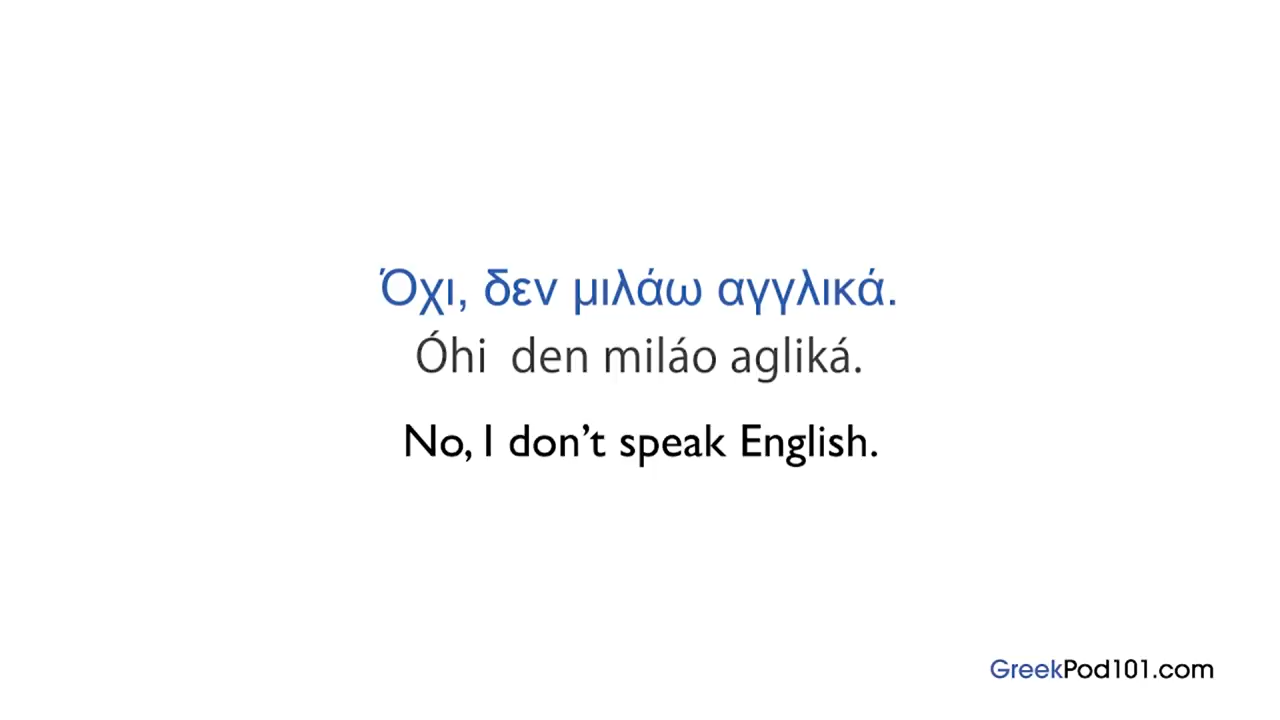 Όχι, δεν μιλάω αγγλικά.
Óhi  den miláo agliká.
No, I don’t speak English.
GreekPod101.com